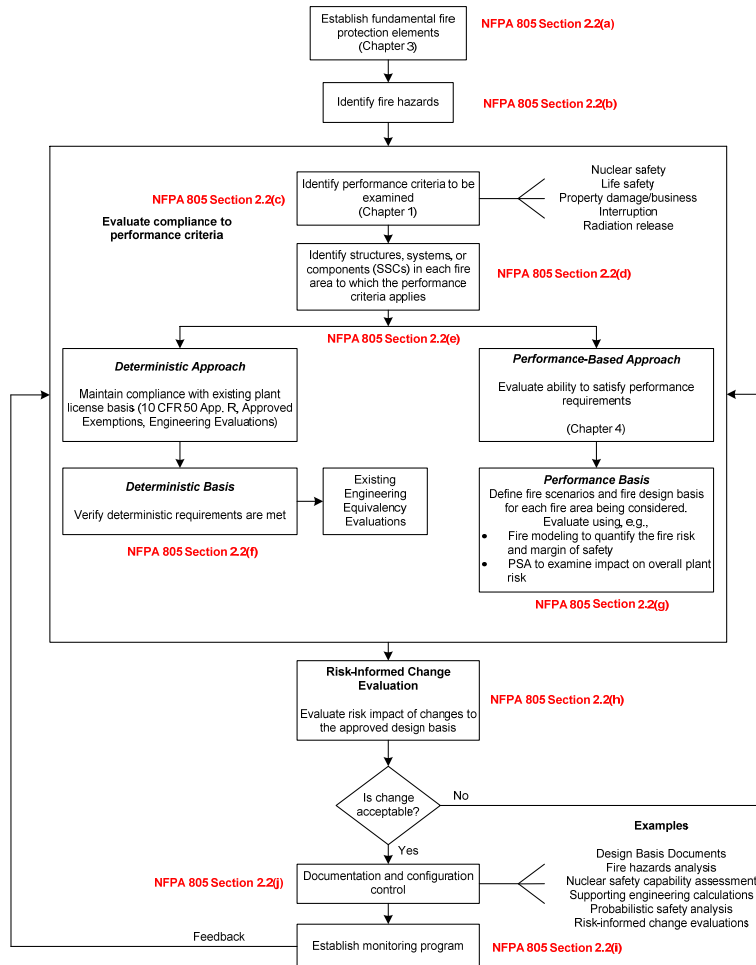 Establish fundamental fire
protection elements
(Chapter 3)
NFPA 805 Section 2.2(a)
Identify fire hazards
NFPA 805 Section 2.2(b)
NFPA 805 Section 2.2(c)
Identify performance criteria to be
examined
(Chapter 1)
Nuclear safety
Life safety
Property damage/business
Interruption
Radiation release
Evaluate compliance to
performance criteria
Identify structures, systems, or
components (SSCs) in each fire
area to which the performance
criteria applies
NFPA 805 Section 2.2(d)
NFPA 805 Section 2.2(e)
Deterministic Approach
Maintain compliance with existing plant
license basis (10 CFR 50 App. R, Approved
Exemptions, Engineering Evaluations)
Performance-Based Approach
Evaluate ability to satisfy performance
requirements
(Chapter 4)
Deterministic Basis
Verify deterministic requirements are met
Existing
Engineering
Equivalency
Evaluations
NFPA 805 Section 2.2(f)
Performance Basis
Define fire scenarios and fire design basis
for each fire area being considered.
Evaluate using, e.g.,
• Fire modeling to quantify the fire risk
and margin of safety
• PSA to examine impact on overall plant
risk
NFPA 805 Section 2.2(g)
Risk-Informed Change
Evaluation
Evaluate risk impact of changes to
the approved design basis
NFPA 805 Section 2.2(h)
Is change
acceptable?
No
Yes
Examples
Design Basis Documents
Fire hazards analysis
Nuclear safety capability assessment
Supporting engineering calculations
Probabilistic safety analysis
Risk-informed change evaluations
NFPA 805 Section 2.2(j)
Documentation and configuration
control
Feedback
Establish monitoring program
NFPA 805 Section 2.2(i)